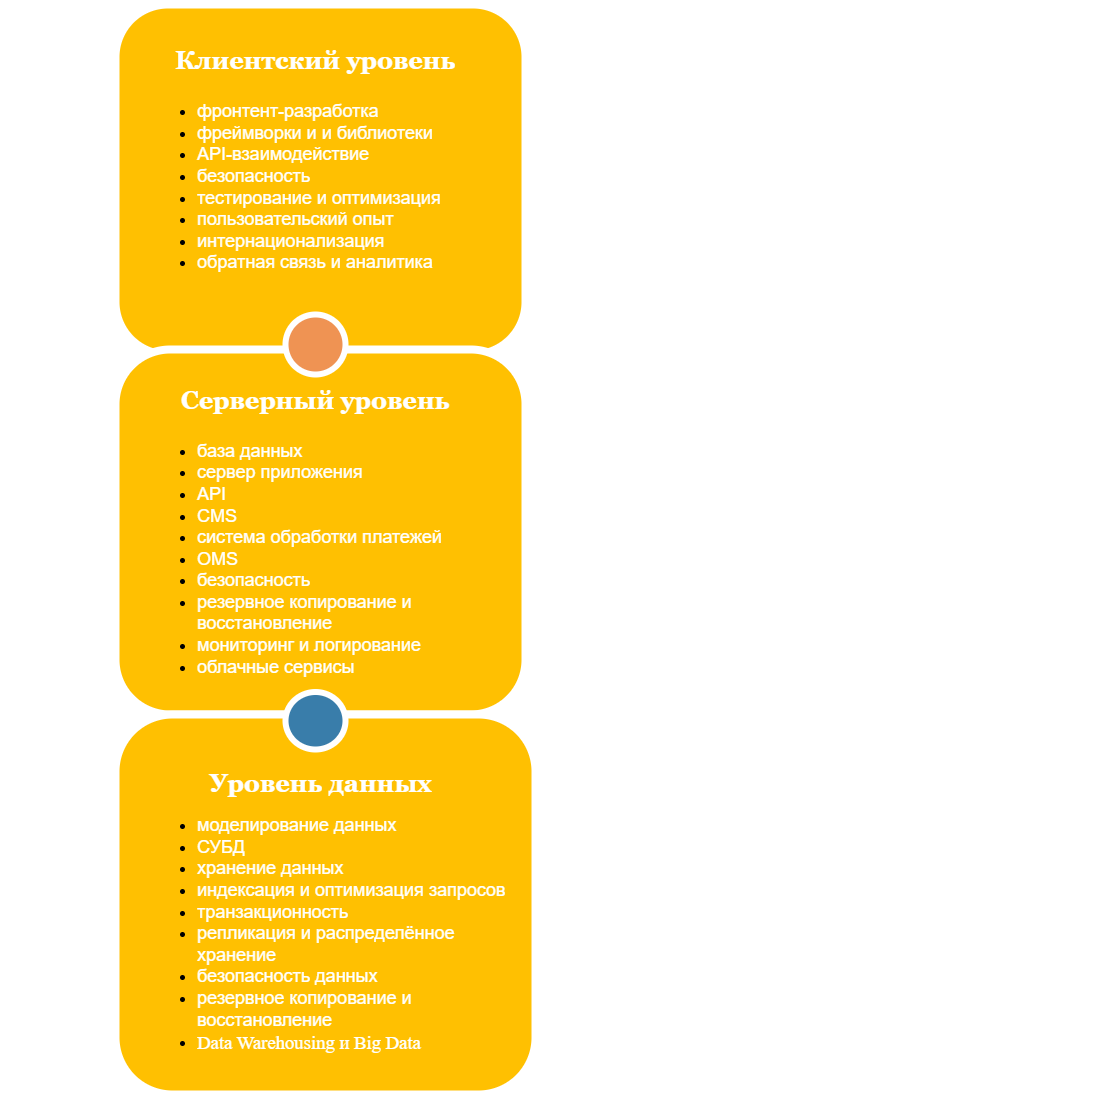 Клиентский уровень
фронтент-разработка
фреймворки и и библиотеки
API-взаимодействие
безопасность
тестирование и оптимизация
пользовательский опыт
интернационализация
обратная связь и аналитика
Серверный уровень
база данных
сервер приложения
API
CMS
система обработки платежей
OMS
безопасность
резервное копирование и
восстановление
мониторинг и логирование
облачные сервисы
Уровень данных
моделирование данных
СУБД
хранение данных
индексация и оптимизация запросов
транзакционность
репликация и распределённое
хранение
безопасность данных
резервное копирование и
восстановление
Data Warehousing и Big Data